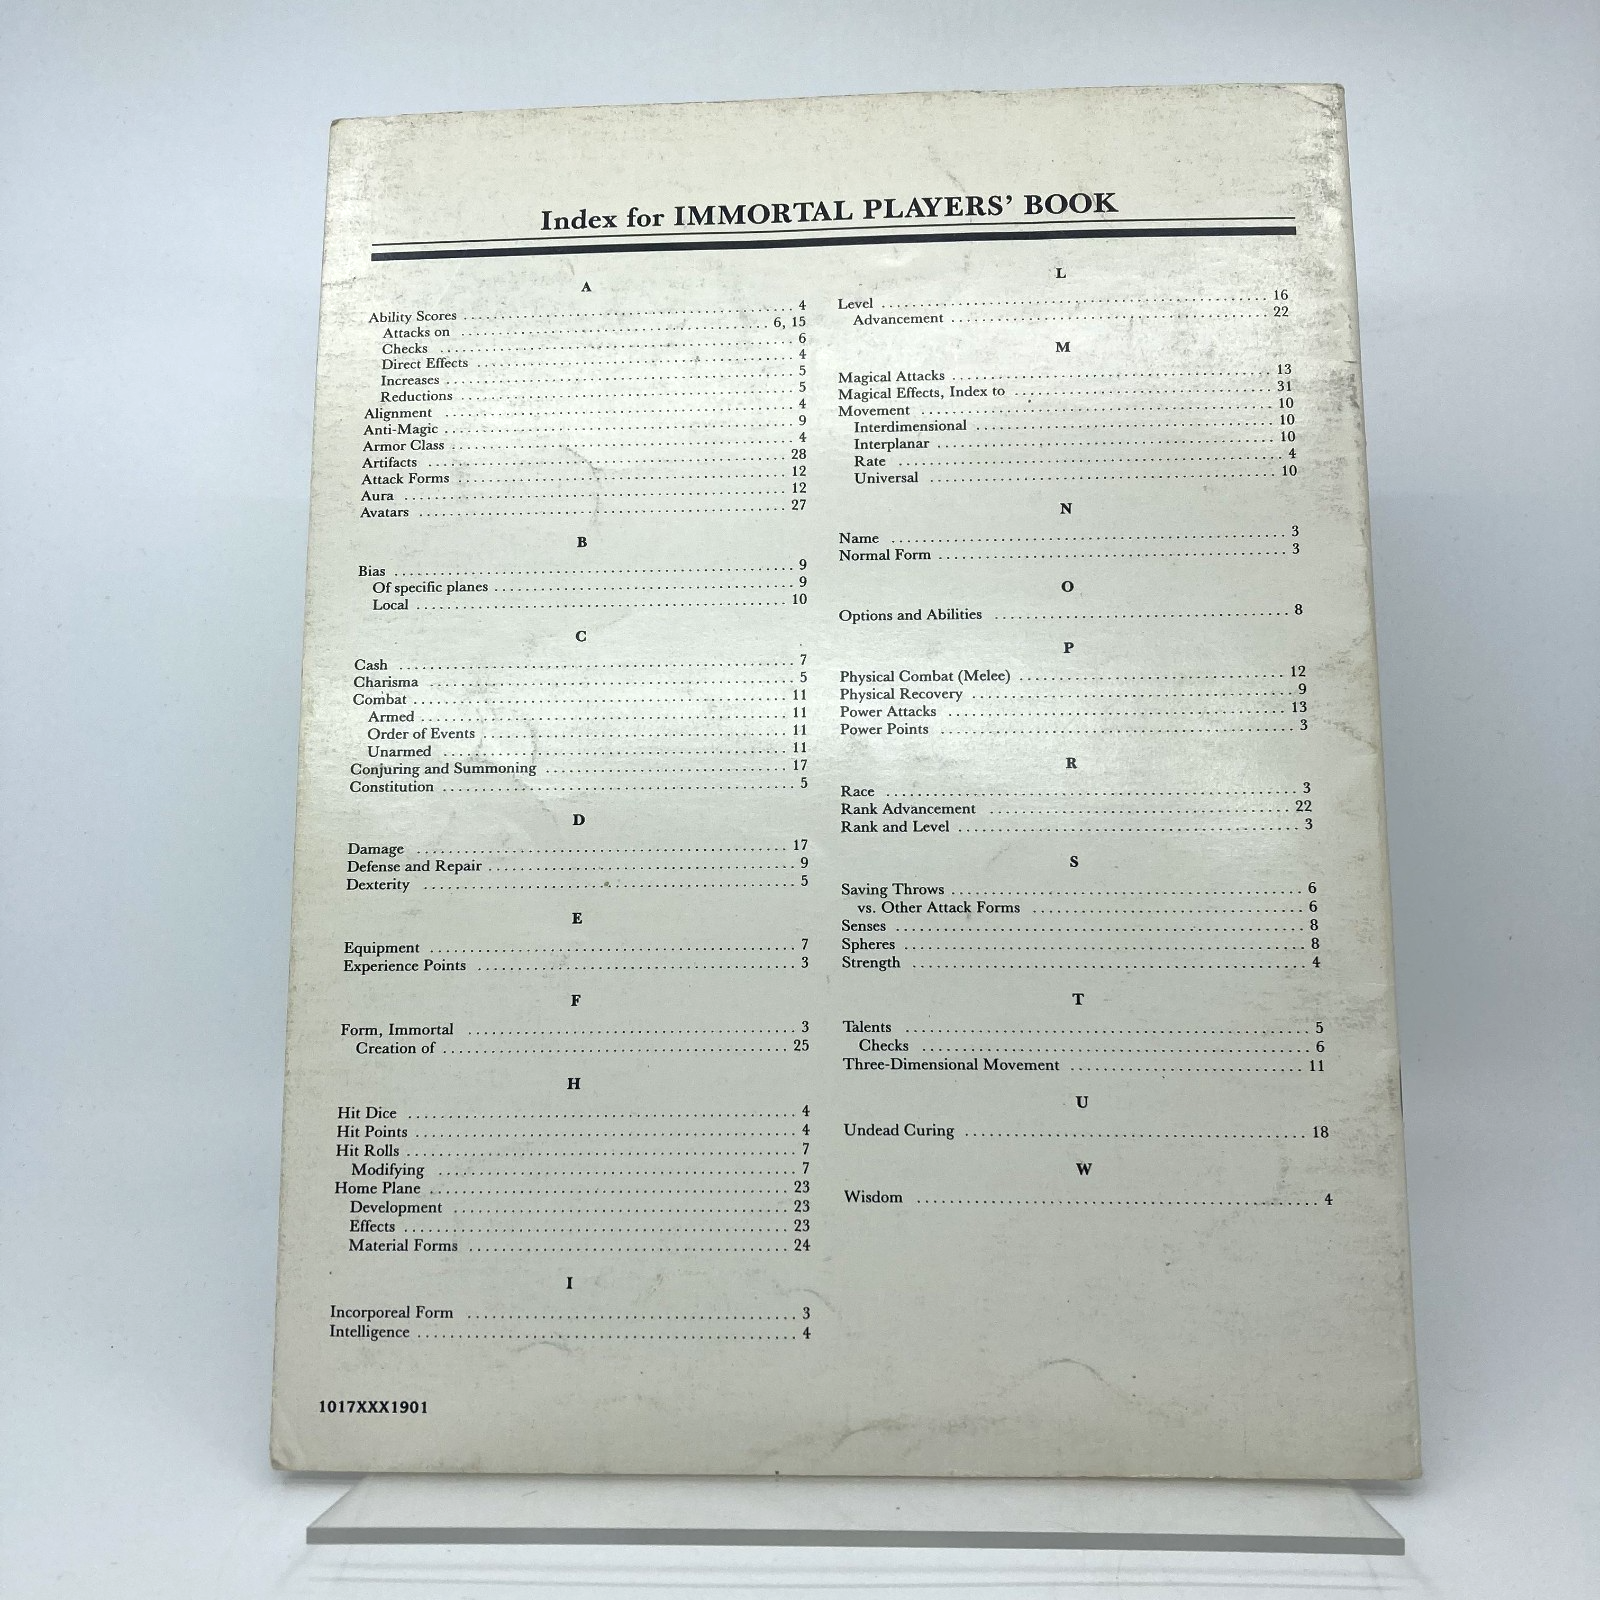 Index for IMMORTAL PLAYERS' BOOK
A
Ability Scores 4
Attacks on 6, 15
Checks 6
Direct Effects 4
Increases 5
Reductions 5
Alignment 4
Anti-Magic 9
Armor Class 4
Artifacts 28
Attack Forms 12
Aura 12
Avatars 27
B
Bias 9
Of specific planes 9
Local 10
C
Cash 7
Charisma 5
Combat 11
Armed 11
Order of Events 11
Unarmed 11
Conjuring and Summoning 17
Constitution 5
D
Damage 17
Defense and Repair 9
Dexterity 5
E
Equipment 7
Experience Points 3
F
Form, Immortal 3
Creation of 25
H
Hit Dice 4
Hit Points 4
Hit Rolls 7
Modifying 7
Home Plane 23
Development 23
Effects 23
Material Forms 24
I
Incorporeal Form 3
Intelligence 4
1017XXX1901
L
Level 16
Advancement 22
M
Magical Attacks 13
Magical Effects, Index to 31
Movement 10
Interdimensional 10
Interplanar 10
Rate 4
Universal 10
N
Name 3
Normal Form 3
O
Options and Abilities 8
P
Physical Combat (Melee) 12
Physical Recovery 9
Power Attacks 13
Power Points 3
R
Race 3
Rank Advancement 22
Rank and Level 3
S
Saving Throws 6
vs. Other Attack Forms 6
Senses 8
Spheres 8
Strength 4
T
Talents 5
Checks 6
Three-Dimensional Movement 11
U
Undead Curing 18
W
Wisdom 4